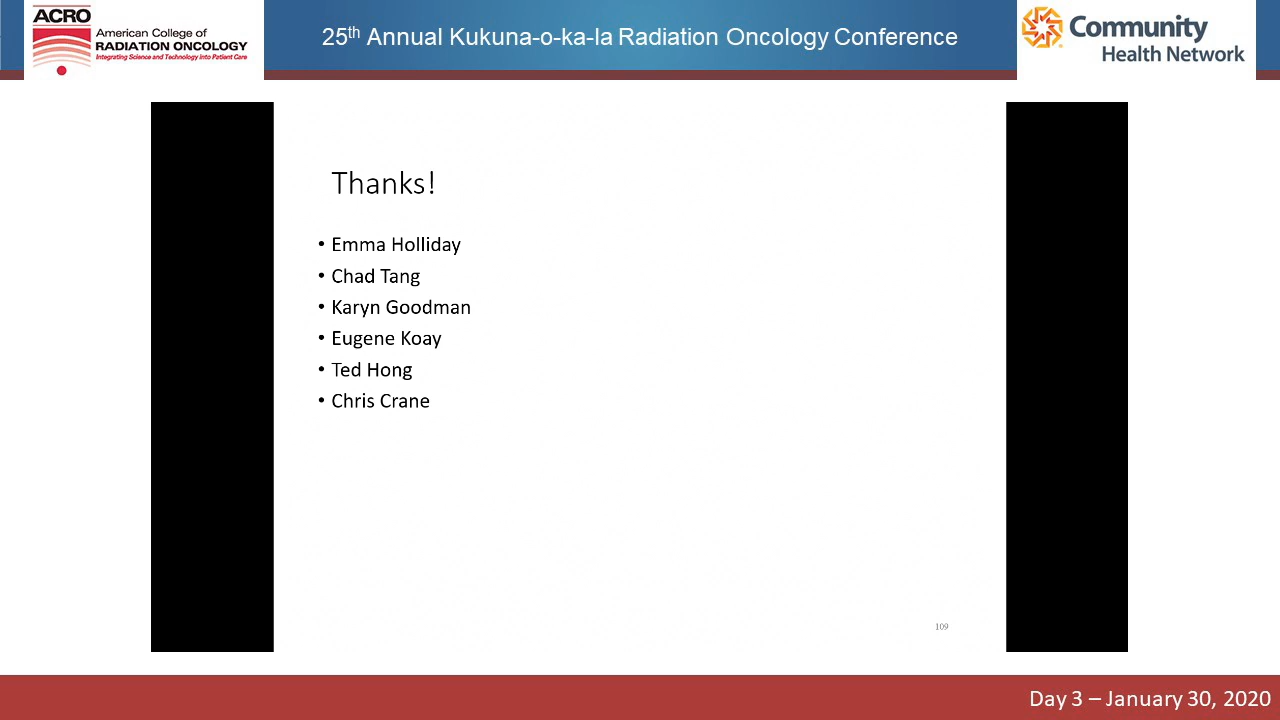 ACRO
American College of
RADIATION ONCOLOGY
Integrating Science and Technology into Patient Care
25th Annual Kukuna-o-ka-la Radiation Oncology Conference
Community
Health Network
Thanks!
• Emma Holliday
• Chad Tang
• Karyn Goodman
• Eugene Koay
• Ted Hong
• Chris Crane
109
Day 3 – January 30, 2020